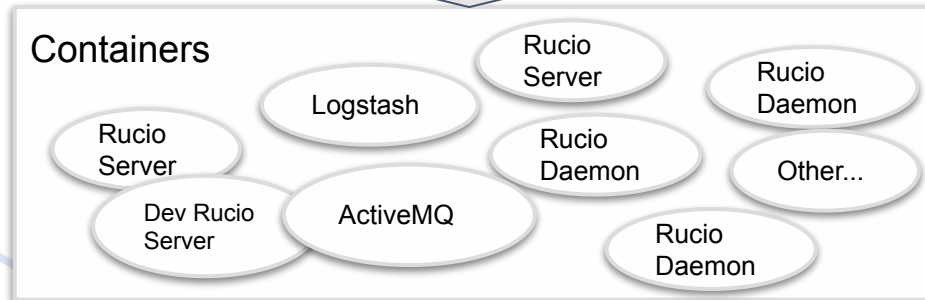 Containers
Rucio
Server
Rucio
Daemon
Logstash
Rucio
Server
Rucio
Daemon
Other...
Dev Rucio
Server
ActiveMQ
Rucio
Daemon